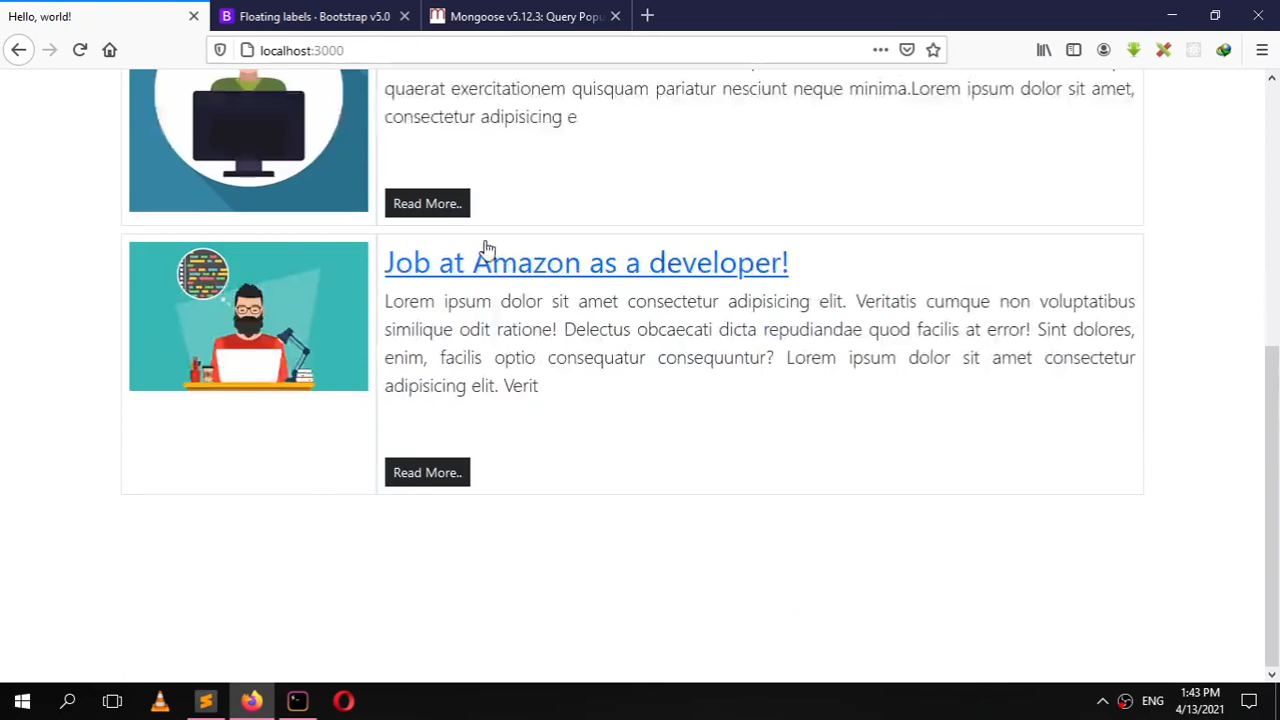 Hello, world!
Floating labels · Bootstrap v5.0
Mongoose v5.12.3: Query Popu
localhost:3000
quaerat exercitationem quisquam pariatur nesciunt neque minima.Lorem ipsum dolor sit amet,
consectetur adipisicing e
Read More..
Job at Amazon as a developer!
Lorem ipsum dolor sit amet consectetur adipisicing elit. Veritatis cumque non voluptatibus
similique odit ratione! Delectus obcaecati dicta repudiandae quod facilis at error! Sint dolores,
enim, facilis optio consequatur consequuntur? Lorem ipsum dolor sit amet consectetur
adipisicing elit. Verit
Read More..
ENG
1:43 PM
4/13/2021